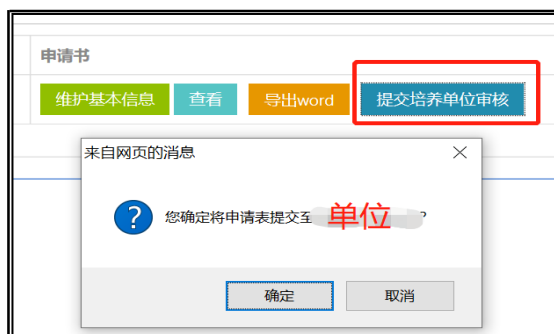 申请书
维护基本信息 查看 导出word 提交培养单位审核
来自网页的消息
您确定将申请表提交至 单位 ?
确定 取消